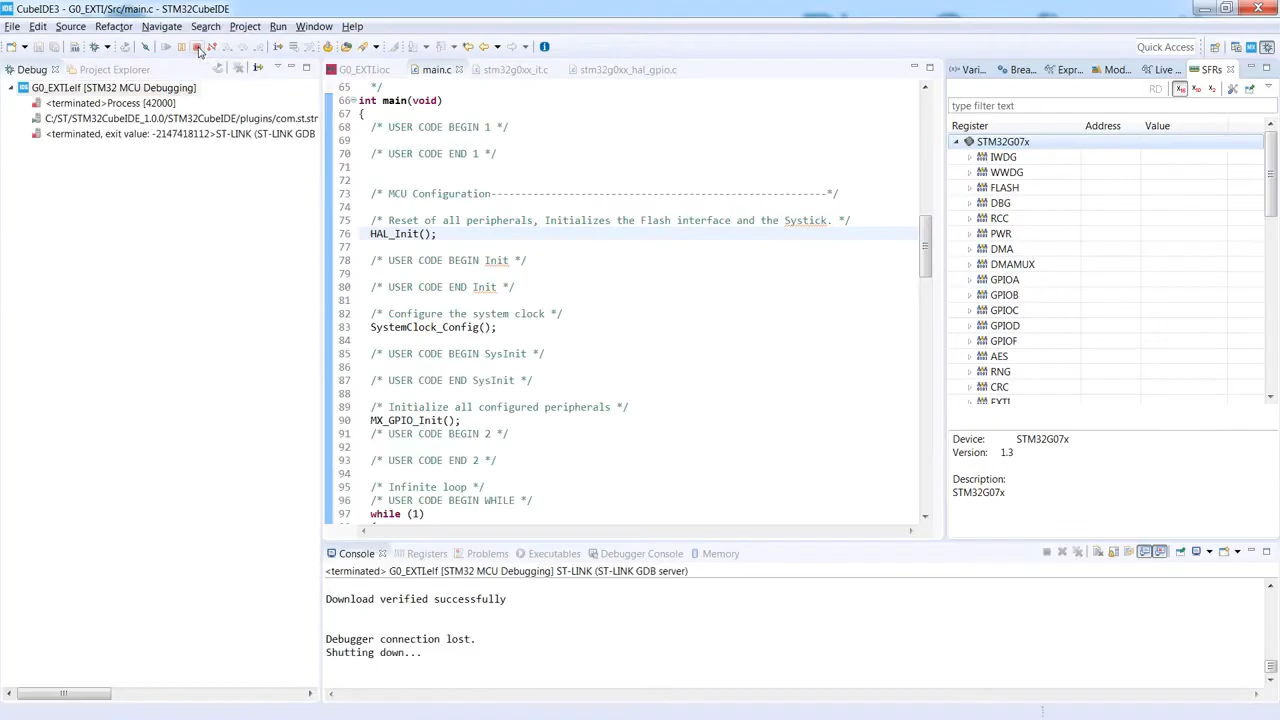 CubeIDE3 - G0_EXTI/Src/main.c - STM32CubeIDE
File Edit Source Refactor Navigate Search Project Run Window Help
Quick Access
Debug Project Explorer
G0_EXTI.elf [STM32 MCU Debugging]
<terminated>Process [42000]
C:/ST/STM32CubeIDE_1.0.0/STM32CubeIDE/plugins/com.st.stm
<terminated, exit value: -2147418112>ST-LINK (ST-LINK GDB
G0_EXTI.ioc main.c stm32g0xx_it.c stm32g0xx_hal_gpio.c
65 */
66 int main(void)
67 {
68 /* USER CODE BEGIN 1 */
69
70 /* USER CODE END 1 */
71
72
73 /* MCU Configuration---------------------------------------------------------*/
74
75 /* Reset of all peripherals, Initializes the Flash interface and the Systick. */
76 HAL_Init();
77
78 /* USER CODE BEGIN Init */
79
80 /* USER CODE END Init */
81
82 /* Configure the system clock */
83 SystemClock_Config();
84
85 /* USER CODE BEGIN SysInit */
86
87 /* USER CODE END SysInit */
88
89 /* Initialize all configured peripherals */
90 MX_GPIO_Init();
91 /* USER CODE BEGIN 2 */
92
93 /* USER CODE END 2 */
94
95 /* Infinite loop */
96 /* USER CODE BEGIN WHILE */
97 while (1)
Vari... Brea... Expr... Mod... Live ... SFRs
RD X16 X10 X2
type filter text
Register Address Value
STM32G07x
IWDG
WWDG
FLASH
DBG
RCC
PWR
DMA
DMAMUX
GPIOA
GPIOB
GPIOC
GPIOD
GPIOF
AES
RNG
CRC
EXTI
Device: STM32G07x
Version: 1.3
Description:
STM32G07x
Console Registers Problems Executables Debugger Console Memory
<terminated> G0_EXTI.elf [STM32 MCU Debugging] ST-LINK (ST-LINK GDB server)
Download verified successfully
Debugger connection lost.
Shutting down...